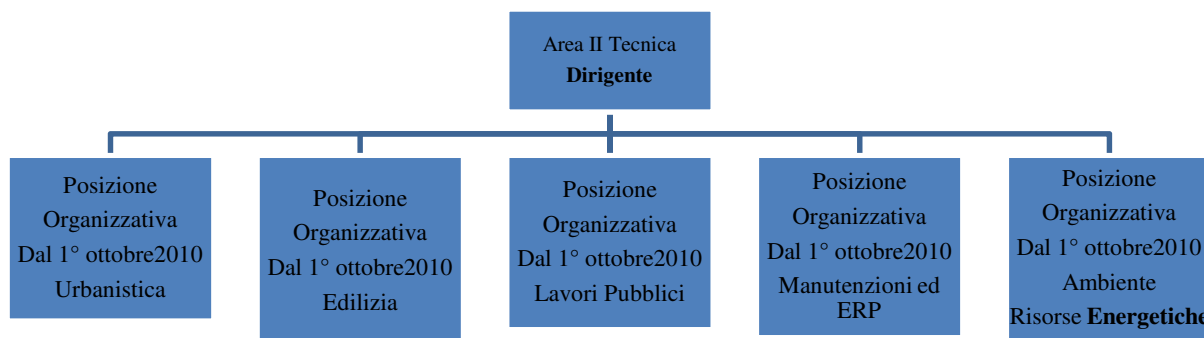 Area II Tecnica
Dirigente
Posizione
Organizzativa
Dal 1° ottobre2010
Urbanistica
Posizione
Organizzativa
Dal 1° ottobre2010
Edilizia
Posizione
Organizzativa
Dal 1° ottobre2010
Lavori Pubblici
Posizione
Organizzativa
Dal 1° ottobre2010
Manutenzioni ed
ERP
Posizione
Organizzativa
Dal 1° ottobre2010
Ambiente
Risorse Energetiche